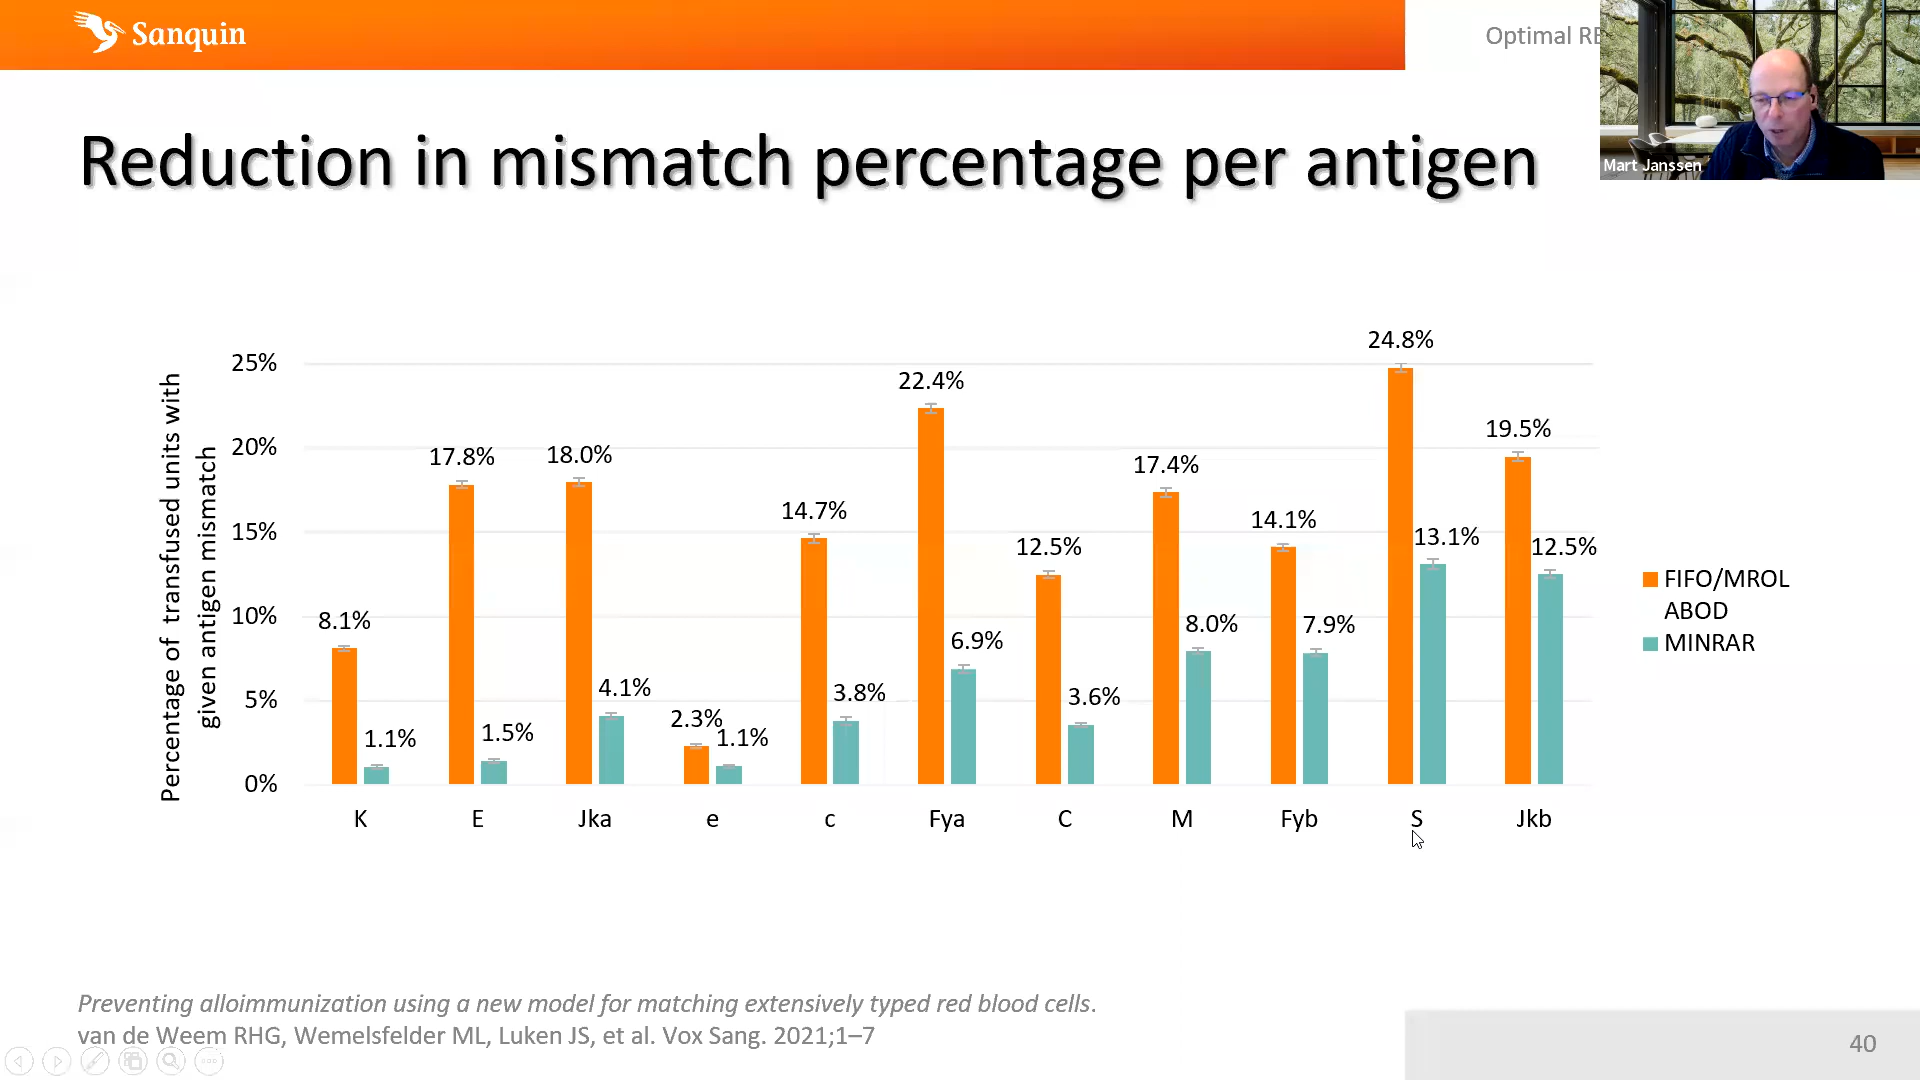 Sanquin
Optimal RE
Mart Janssen
Reduction in mismatch percentage per antigen
Percentage of transfused units with
given antigen mismatch
25%
20%
15%
10%
5%
0%
8.1%
1.1%
17.8%
1.5%
18.0%
4.1%
2.3%
1.1%
14.7%
3.8%
22.4%
6.9%
12.5%
3.6%
17.4%
8.0%
14.1%
7.9%
24.8%
13.1%
19.5%
12.5%
K E Jka e c Fya C M Fyb S Jkb
FIFO/MROL
ABOD
MINRAR
Preventing alloimmunization using a new model for matching extensively typed red blood cells.
van de Weem RHG, Wemelsfelder ML, Luken JS, et al. Vox Sang. 2021;1–7
40